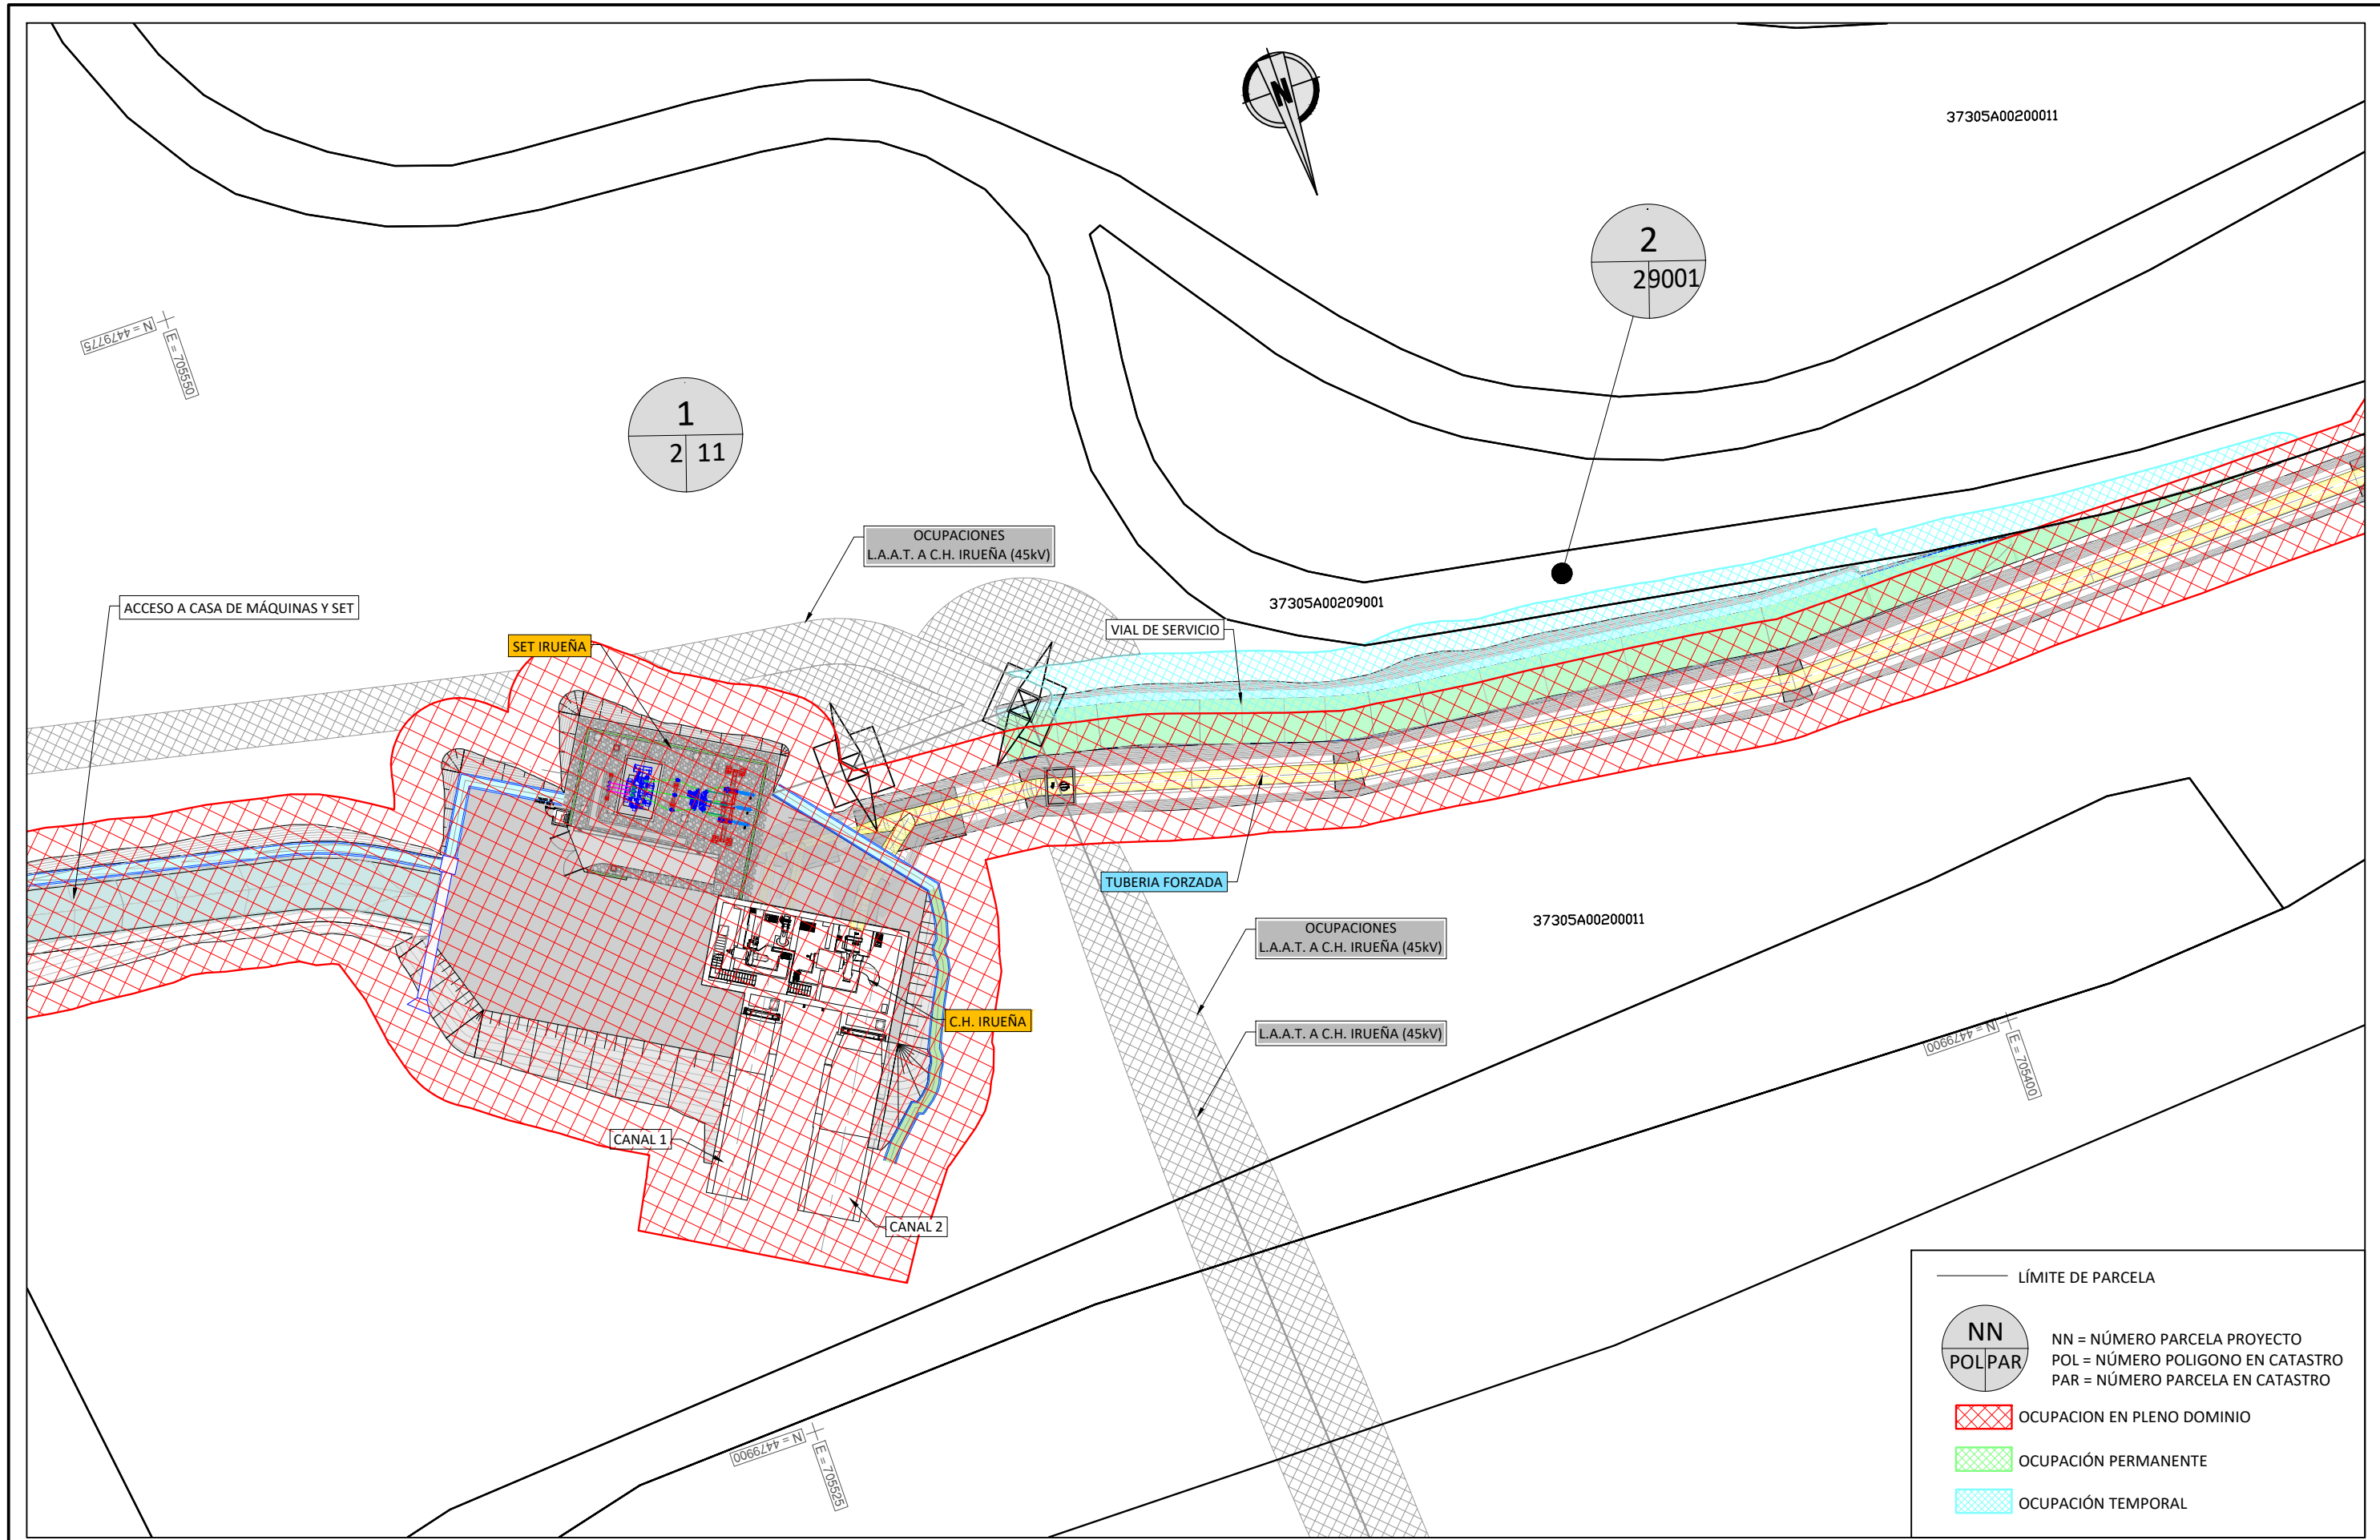 N
37305A00200011
2
29001
N = 4479775
E = 705550
1
2 11
OCUPACIONES
L.A.A.T. A C.H. IRUEÑA (45kV)
ACCESO A CASA DE MÁQUINAS Y SET
37305A00209001
VIAL DE SERVICIO
SET IRUEÑA
TUBERIA FORZADA
OCUPACIONES
L.A.A.T. A C.H. IRUEÑA (45kV)
37305A00200011
C.H. IRUEÑA
L.A.A.T. A C.H. IRUEÑA (45kV)
N = 4479900
E = 705400
CANAL 1
CANAL 2
N = 4479900
E = 705525
LÍMITE DE PARCELA
NN
POL PAR
NN = NÚMERO PARCELA PROYECTO
POL = NÚMERO POLIGONO EN CATASTRO
PAR = NÚMERO PARCELA EN CATASTRO
OCUPACION EN PLENO DOMINIO
OCUPACIÓN PERMANENTE
OCUPACIÓN TEMPORAL